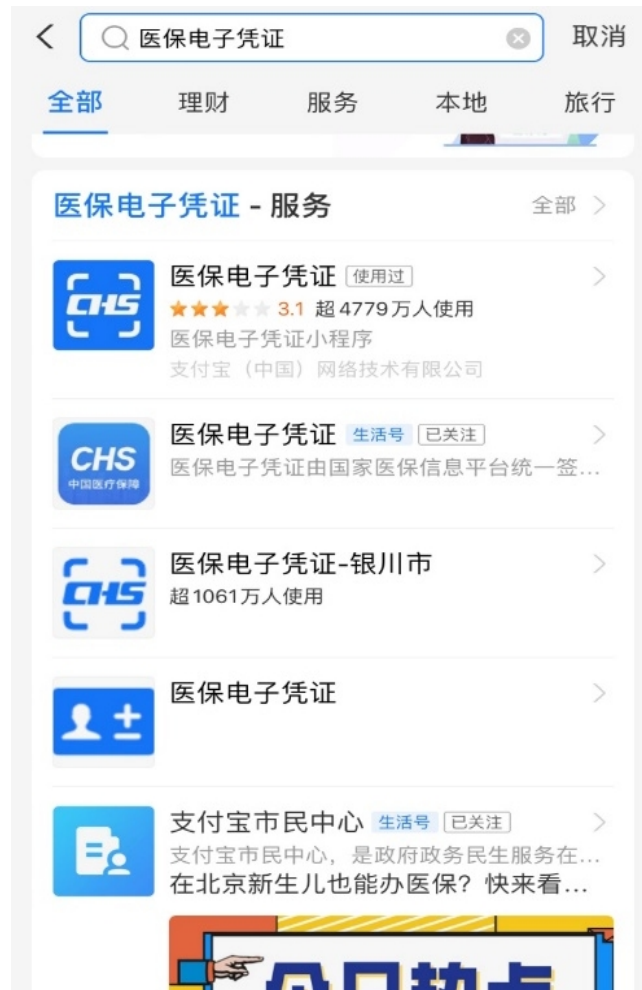 医保电子凭证
取消
全部 理财 服务 本地 旅行
医保电子凭证 - 服务 全部
CHS
医保电子凭证 使用过
3.1 超4779万人使用
医保电子凭证小程序
支付宝（中国）网络技术有限公司
CHS
中国医疗保障
医保电子凭证 生活号 已关注
医保电子凭证由国家医保信息平台统一签...
CHS
医保电子凭证-银川市
超1061万人使用
医保电子凭证
支付宝市民中心 生活号 已关注
支付宝市民中心，是政府政务民生服务在...
在北京新生儿也能办医保？快来看...
今日热点